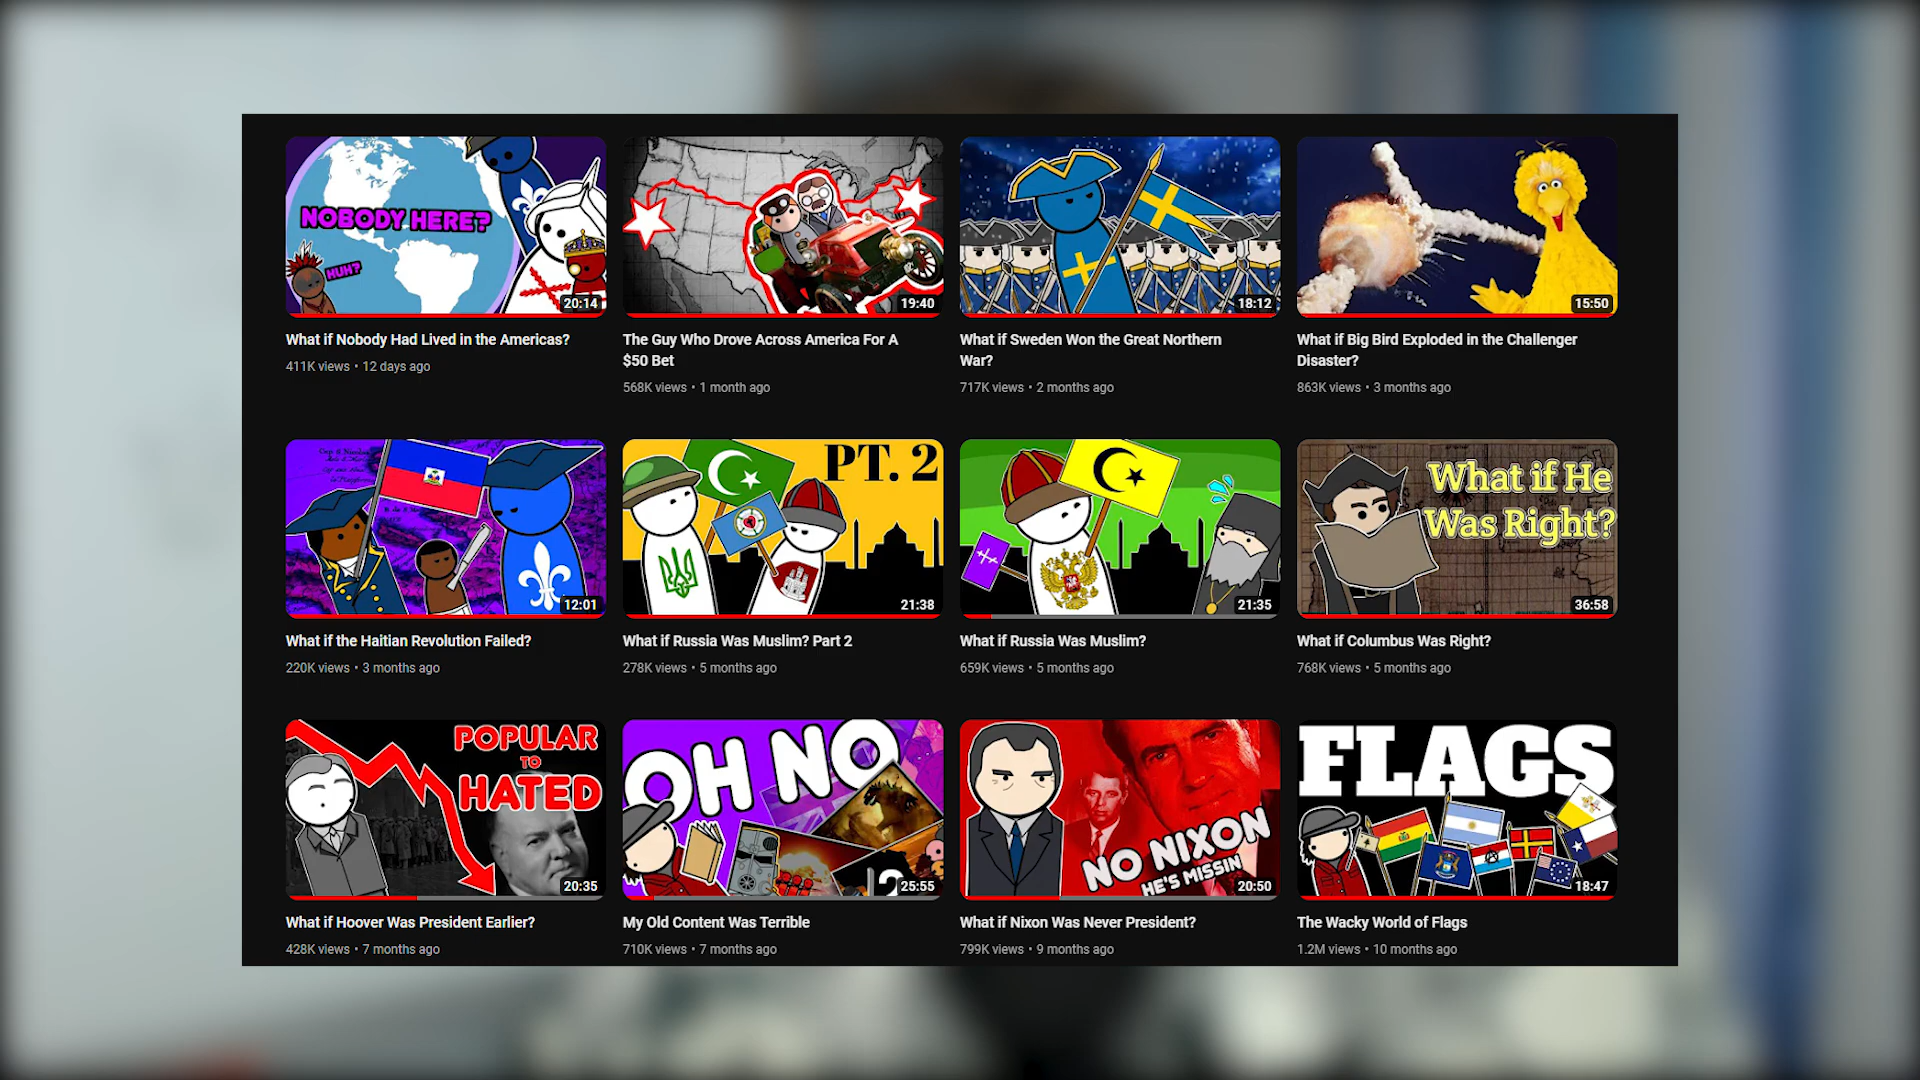 NOBODY HERE?
HUH?
20:14
19:40
18:12
15:50
What if Nobody Had Lived in the Americas?
411K views • 12 days ago
The Guy Who Drove Across America For A
$50 Bet
568K views • 1 month ago
What if Sweden Won the Great Northern
War?
717K views • 2 months ago
What if Big Bird Exploded in the Challenger
Disaster?
863K views • 3 months ago
12:01
PT. 2
21:38
21:35
What if He
Was Right?
36:58
What if the Haitian Revolution Failed?
220K views • 3 months ago
What if Russia Was Muslim? Part 2
278K views • 5 months ago
What if Russia Was Muslim?
659K views • 5 months ago
What if Columbus Was Right?
768K views • 5 months ago
POPULAR
TO
HATED
20:35
OH NO
25:55
NO NIXON
HE'S MISSIN
20:50
FLAGS
18:47
What if Hoover Was President Earlier?
428K views • 7 months ago
My Old Content Was Terrible
710K views • 7 months ago
What if Nixon Was Never President?
799K views • 9 months ago
The Wacky World of Flags
1.2M views • 10 months ago